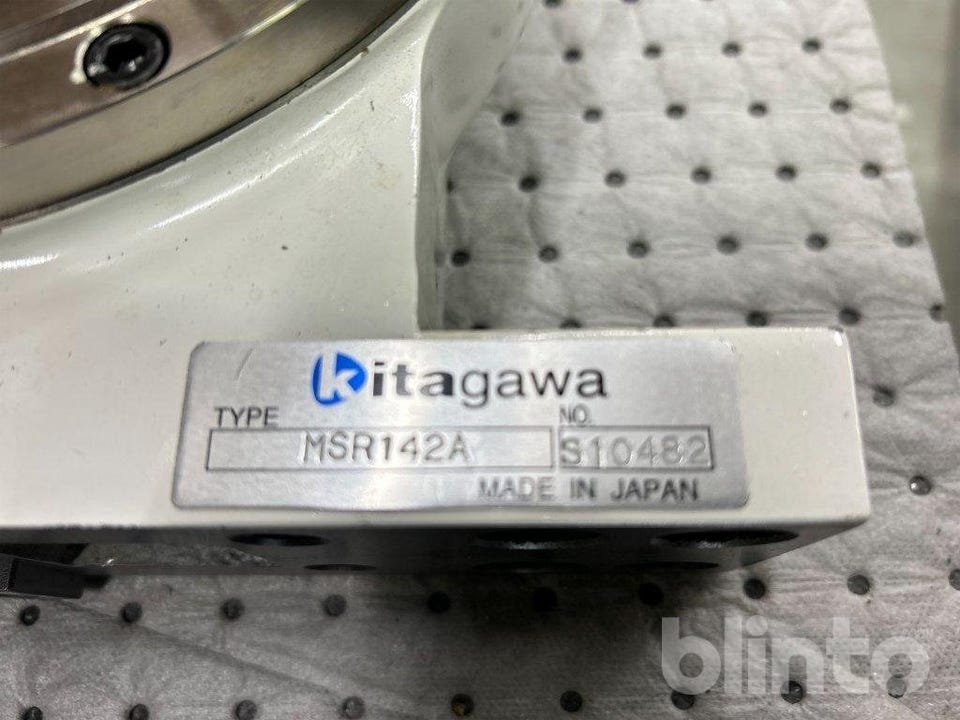 Kitagawa
TYPE NO.
MSR142A S10482
MADE IN JAPAN
blinto